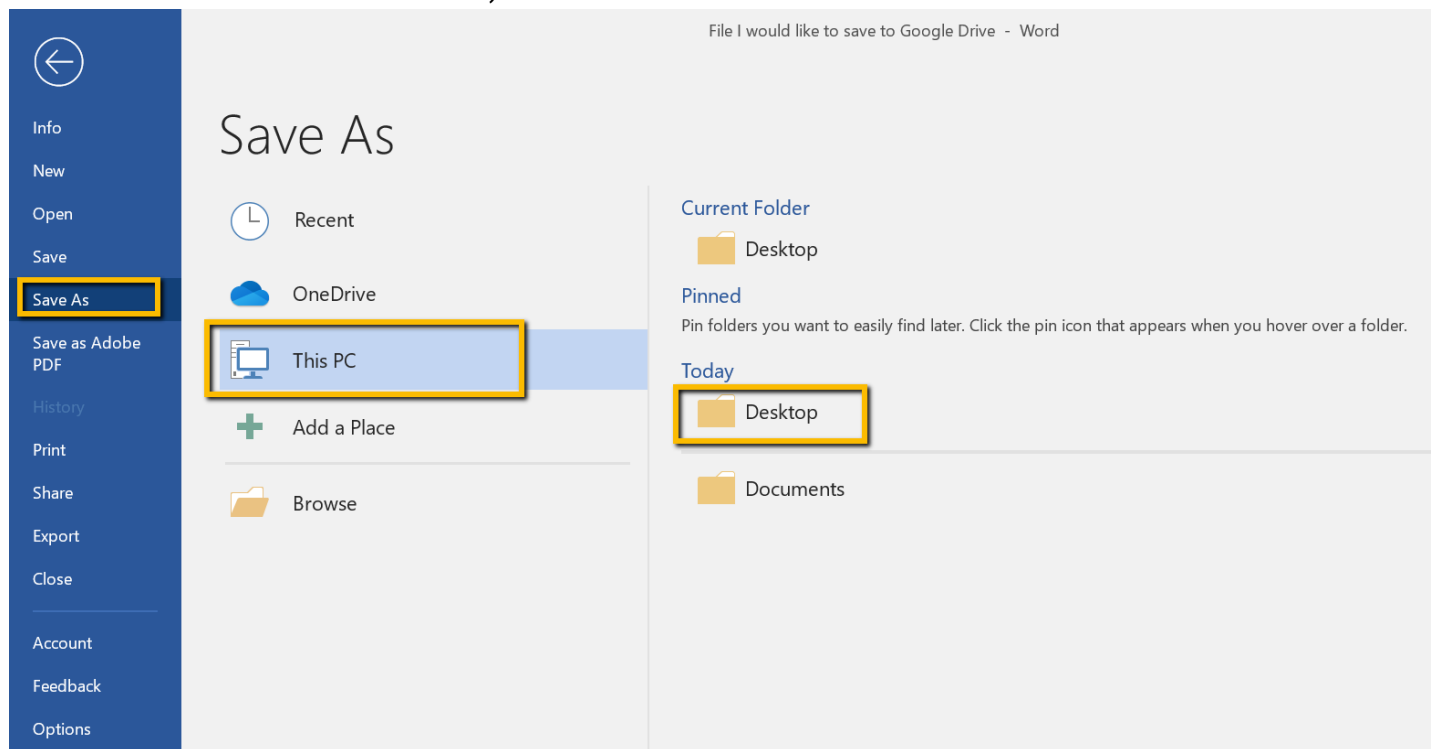 File I would like to save to Google Drive - Word
Info
New
Open
Save
Save As
Save as Adobe
PDF
History
Print
Share
Export
Close
Account
Feedback
Options
Save As
Recent
OneDrive
This PC
Add a Place
Browse
Current Folder
Desktop
Pinned
Pin folders you want to easily find later. Click the pin icon that appears when you hover over a folder.
Today
Desktop
Documents